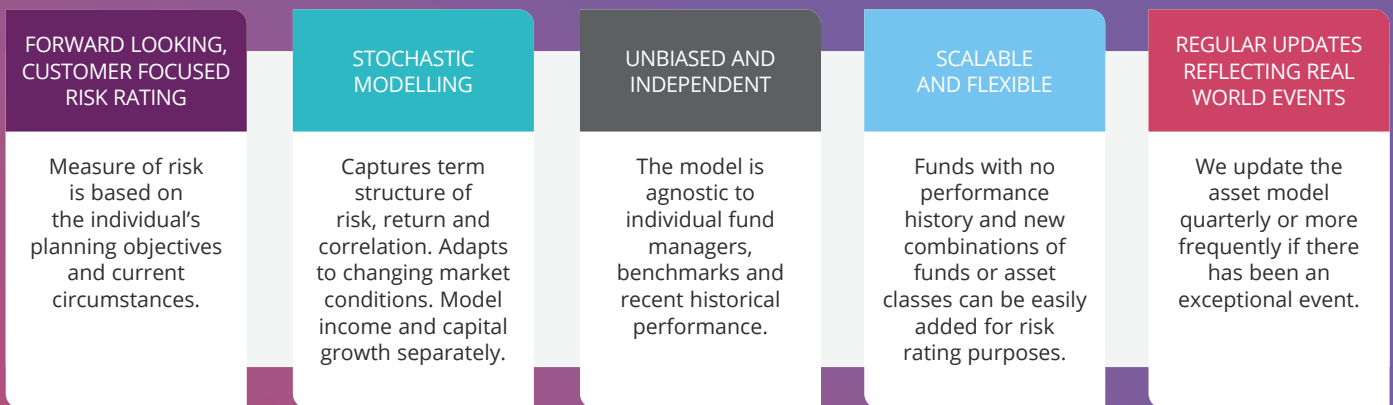 FORWARD LOOKING,
CUSTOMER FOCUSED
RISK RATING
Measure of risk
is based on
the individual’s
planning objectives
and current
circumstances.
STOCHASTIC
MODELLING
Captures term
structure of
risk, return and
correlation. Adapts
to changing market
conditions. Model
income and capital
growth separately.
UNBIASED AND
INDEPENDENT
The model is
agnostic to
individual fund
managers,
benchmarks and
recent historical
performance.
SCALABLE
AND FLEXIBLE
Funds with no
performance
history and new
combinations of
funds or asset
classes can be easily
added for risk
rating purposes.
REGULAR UPDATES
REFLECTING REAL
WORLD EVENTS
We update the
asset model
quarterly or more
frequently if there
has been an
exceptional event.